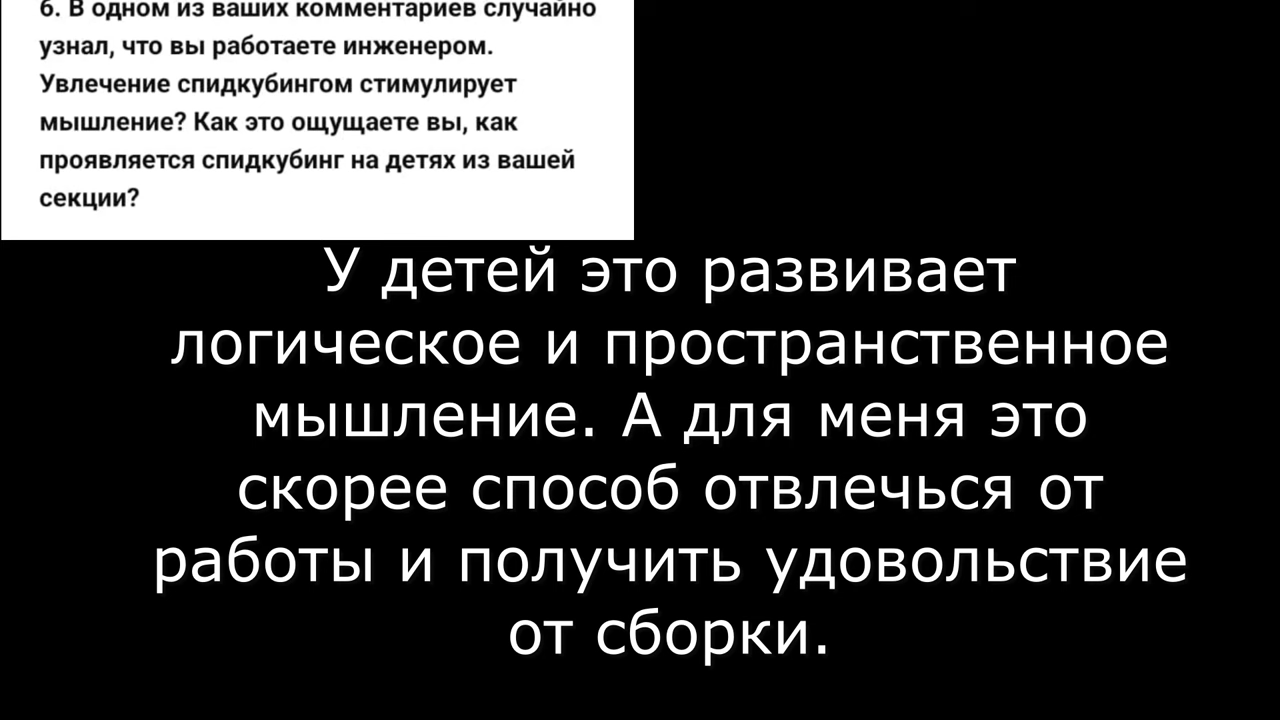 6. В одном из ваших комментариев случайно
узнал, что вы работаете инженером.
Увлечение спидкубингом стимулирует
мышление? Как это ощущаете вы, как
проявляется спидкубинг на детях из вашей
секции?
У детей это развивает
логическое и пространственное
мышление. А для меня это
скорее способ отвлечься от
работы и получить удовольствие
от сборки.